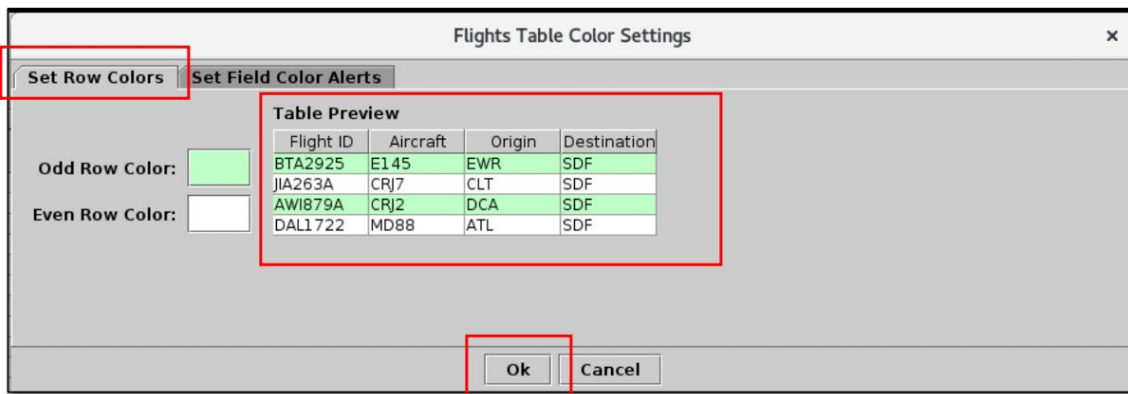 Flights Table Color Settings ×
Set Row Colors Set Field Color Alerts
Table Preview
Flight ID Aircraft Origin Destination
BTA2925 E145 EWR SDF
JIA263A CRJ7 CLT SDF
AWI879A CRJ2 DCA SDF
DAL1722 MD88 ATL SDF
Odd Row Color:
Even Row Color:
Ok Cancel